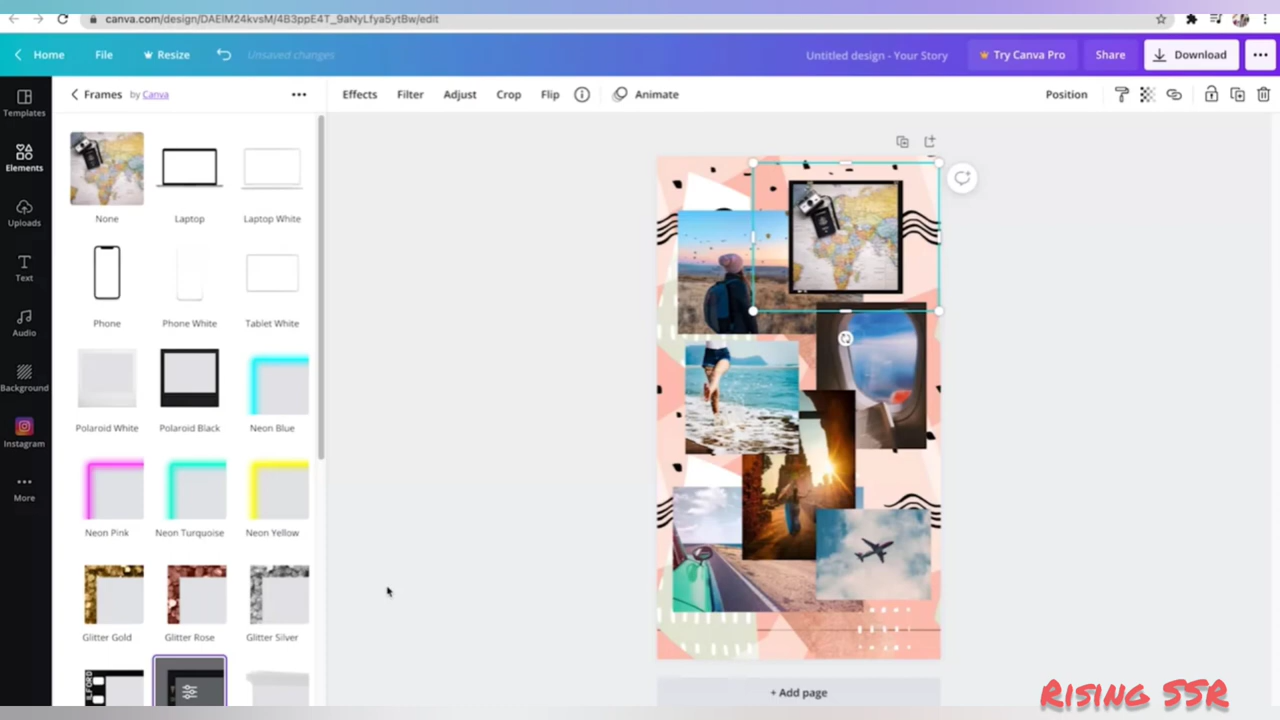 canva.com/design/DAEIM24kvsM/4B3ppE4T_9aNyLfya5ytBw/edit
Home File Resize Unsaved changes Untitled design - Your Story Try Canva Pro Share Download
Templates
Elements
Uploads
Text
Audio
Background
Instagram
More
Frames by Canva
Effects Filter Adjust Crop Flip Animate Position
None Laptop Laptop White
Phone Phone White Tablet White
Polaroid White Polaroid Black Neon Blue
Neon Pink Neon Turquoise Neon Yellow
Glitter Gold Glitter Rose Glitter Silver
ILFORD
+ Add page
Rising SSR